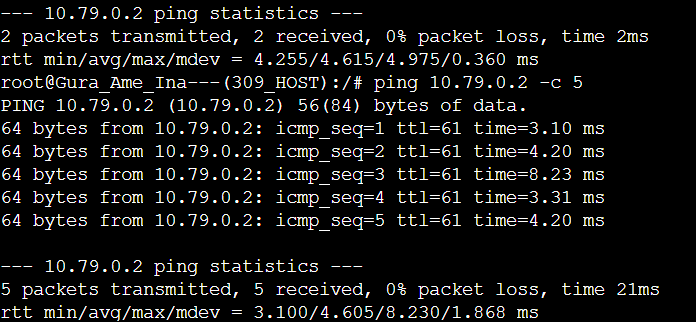 --- 10.79.0.2 ping statistics ---
2 packets transmitted, 2 received, 0% packet loss, time 2ms
rtt min/avg/max/mdev = 4.255/4.615/4.975/0.360 ms
root@Gura_Ame_Ina---(309_HOST):/# ping 10.79.0.2 -c 5
PING 10.79.0.2 (10.79.0.2) 56(84) bytes of data.
64 bytes from 10.79.0.2: icmp_seq=1 ttl=61 time=3.10 ms
64 bytes from 10.79.0.2: icmp_seq=2 ttl=61 time=4.20 ms
64 bytes from 10.79.0.2: icmp_seq=3 ttl=61 time=8.23 ms
64 bytes from 10.79.0.2: icmp_seq=4 ttl=61 time=3.31 ms
64 bytes from 10.79.0.2: icmp_seq=5 ttl=61 time=4.20 ms

--- 10.79.0.2 ping statistics ---
5 packets transmitted, 5 received, 0% packet loss, time 21ms
rtt min/avg/max/mdev = 3.100/4.605/8.230/1.868 ms